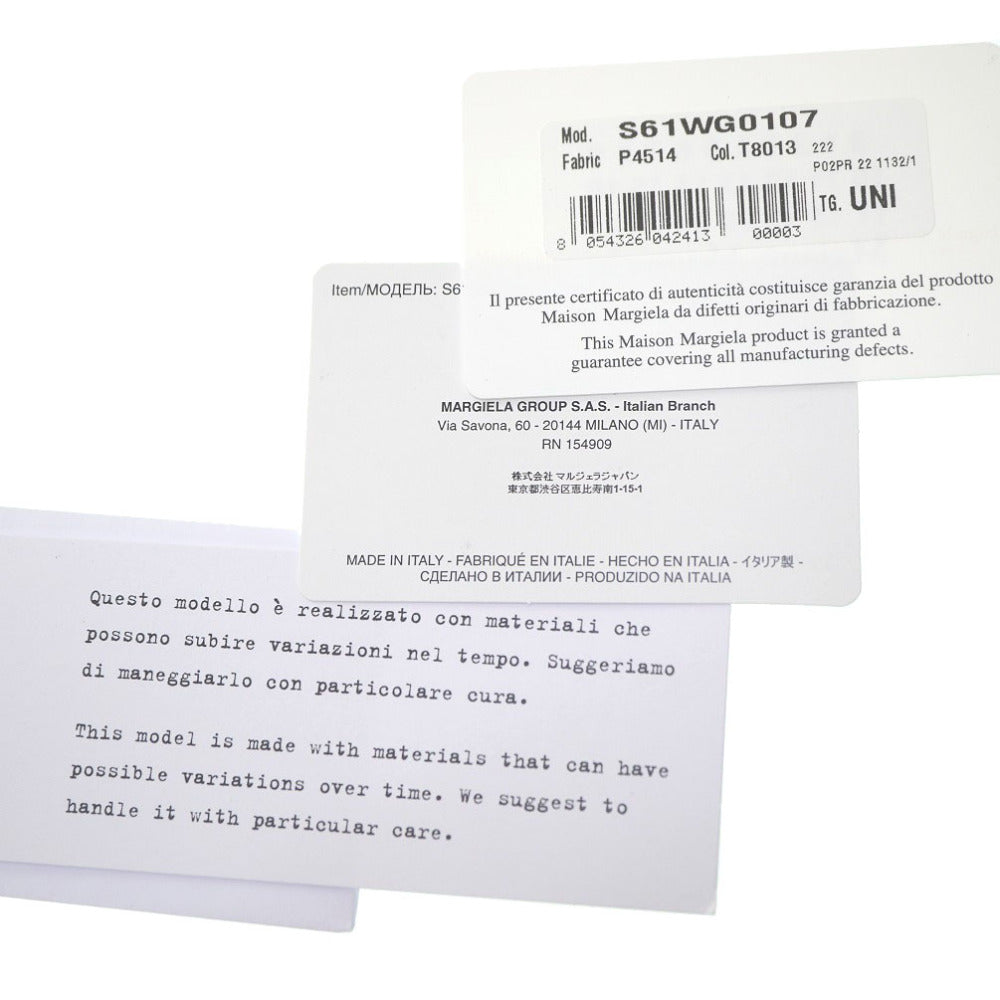 Mod. S61WG0107
Fabric P4514 Col. T8013 222
P02PR 22 1132/1
TG. UNI
8 054326 042413 00003
Il presente certificato di autenticità costituisce garanzia del prodotto
Maison Margiela da difetti originari di fabbricazione.
This Maison Margiela product is granted a
guarantee covering all manufacturing defects.
Item/МОДЕЛЬ: S61
MARGIELA GROUP S.A.S. - Italian Branch
Via Savona, 60 - 20144 MILANO (MI) - ITALY
RN 154909
株式会社 マルジェラジャパン
東京都渋谷区恵比寿南1-15-1
MADE IN ITALY - FABRIQUÉ EN ITALIE - HECHO EN ITALIA - イタリア製 -
СДЕЛАНО В ИТАЛИИ - PRODUZIDO NA ITALIA
Questo modello è realizzato con materiali che
possono subire variazioni nel tempo. Suggeriamo
di maneggiarlo con particolare cura.
This model is made with materials that can have
possible variations over time. We suggest to
handle it with particular care.